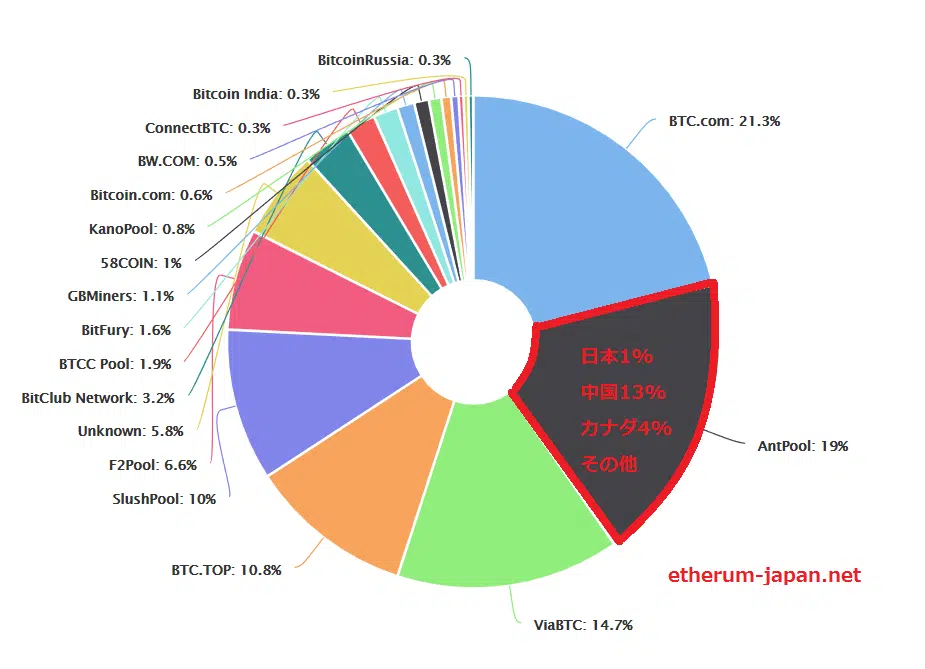 BitcoinRussia: 0.3%
Bitcoin India: 0.3%
ConnectBTC: 0.3%
BW.COM: 0.5%
Bitcoin.com: 0.6%
KanoPool: 0.8%
58COIN: 1%
GBMiners: 1.1%
BitFury: 1.6%
BTCC Pool: 1.9%
BitClub Network: 3.2%
Unknown: 5.8%
F2Pool: 6.6%
SlushPool: 10%
BTC.TOP: 10.8%
ViaBTC: 14.7%
BTC.com: 21.3%
日本1%
中国13%
カナダ4%
その他
AntPool: 19%
etherum-japan.net